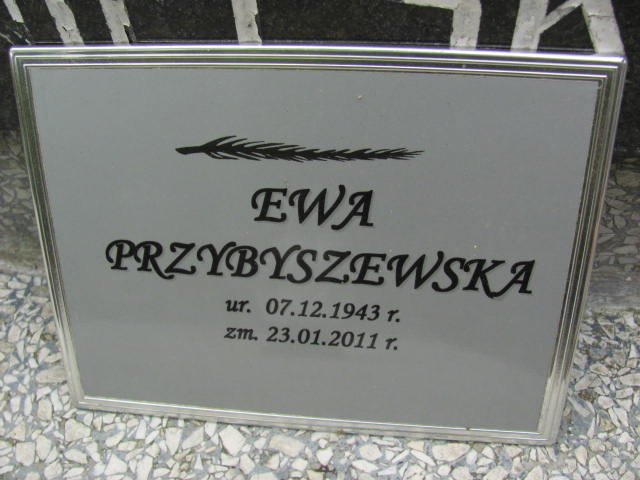 EWA
PRZYBYSZEWSKA
ur. 07.12.1943 r.
zm. 23.01.2011 r.